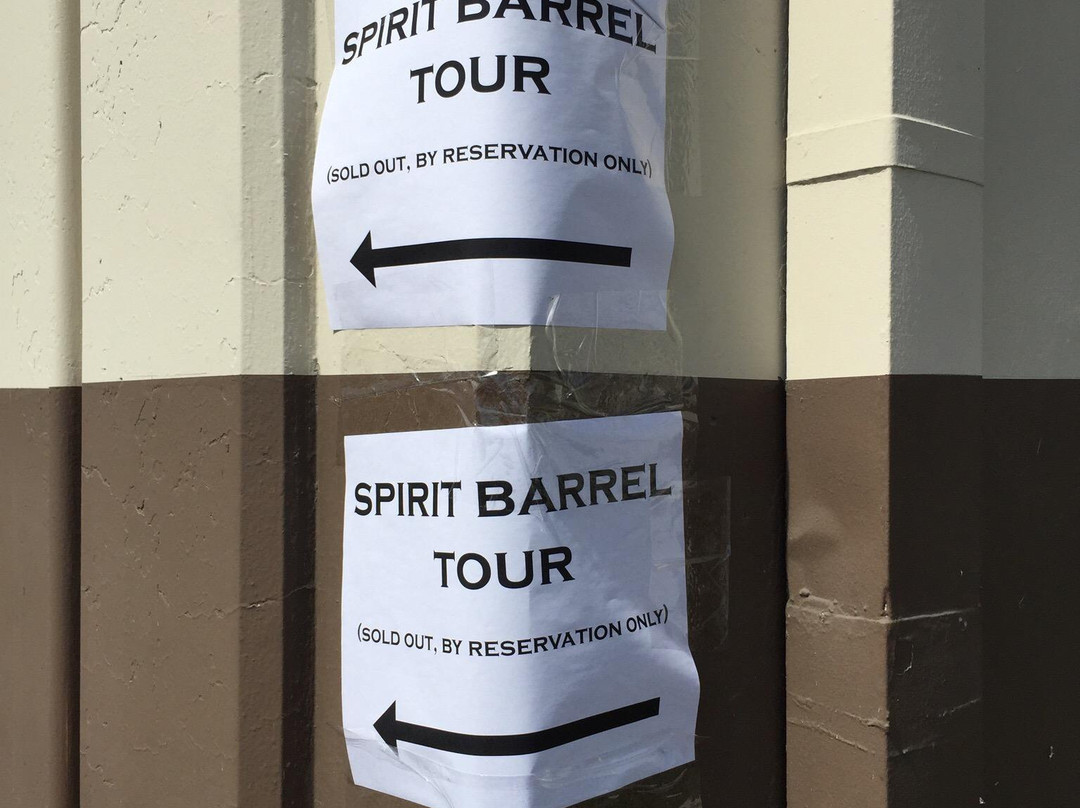 SPIRIT BARREL
TOUR
(SOLD OUT, BY RESERVATION ONLY)
SPIRIT BARREL
TOUR
(SOLD OUT, BY RESERVATION ONLY)